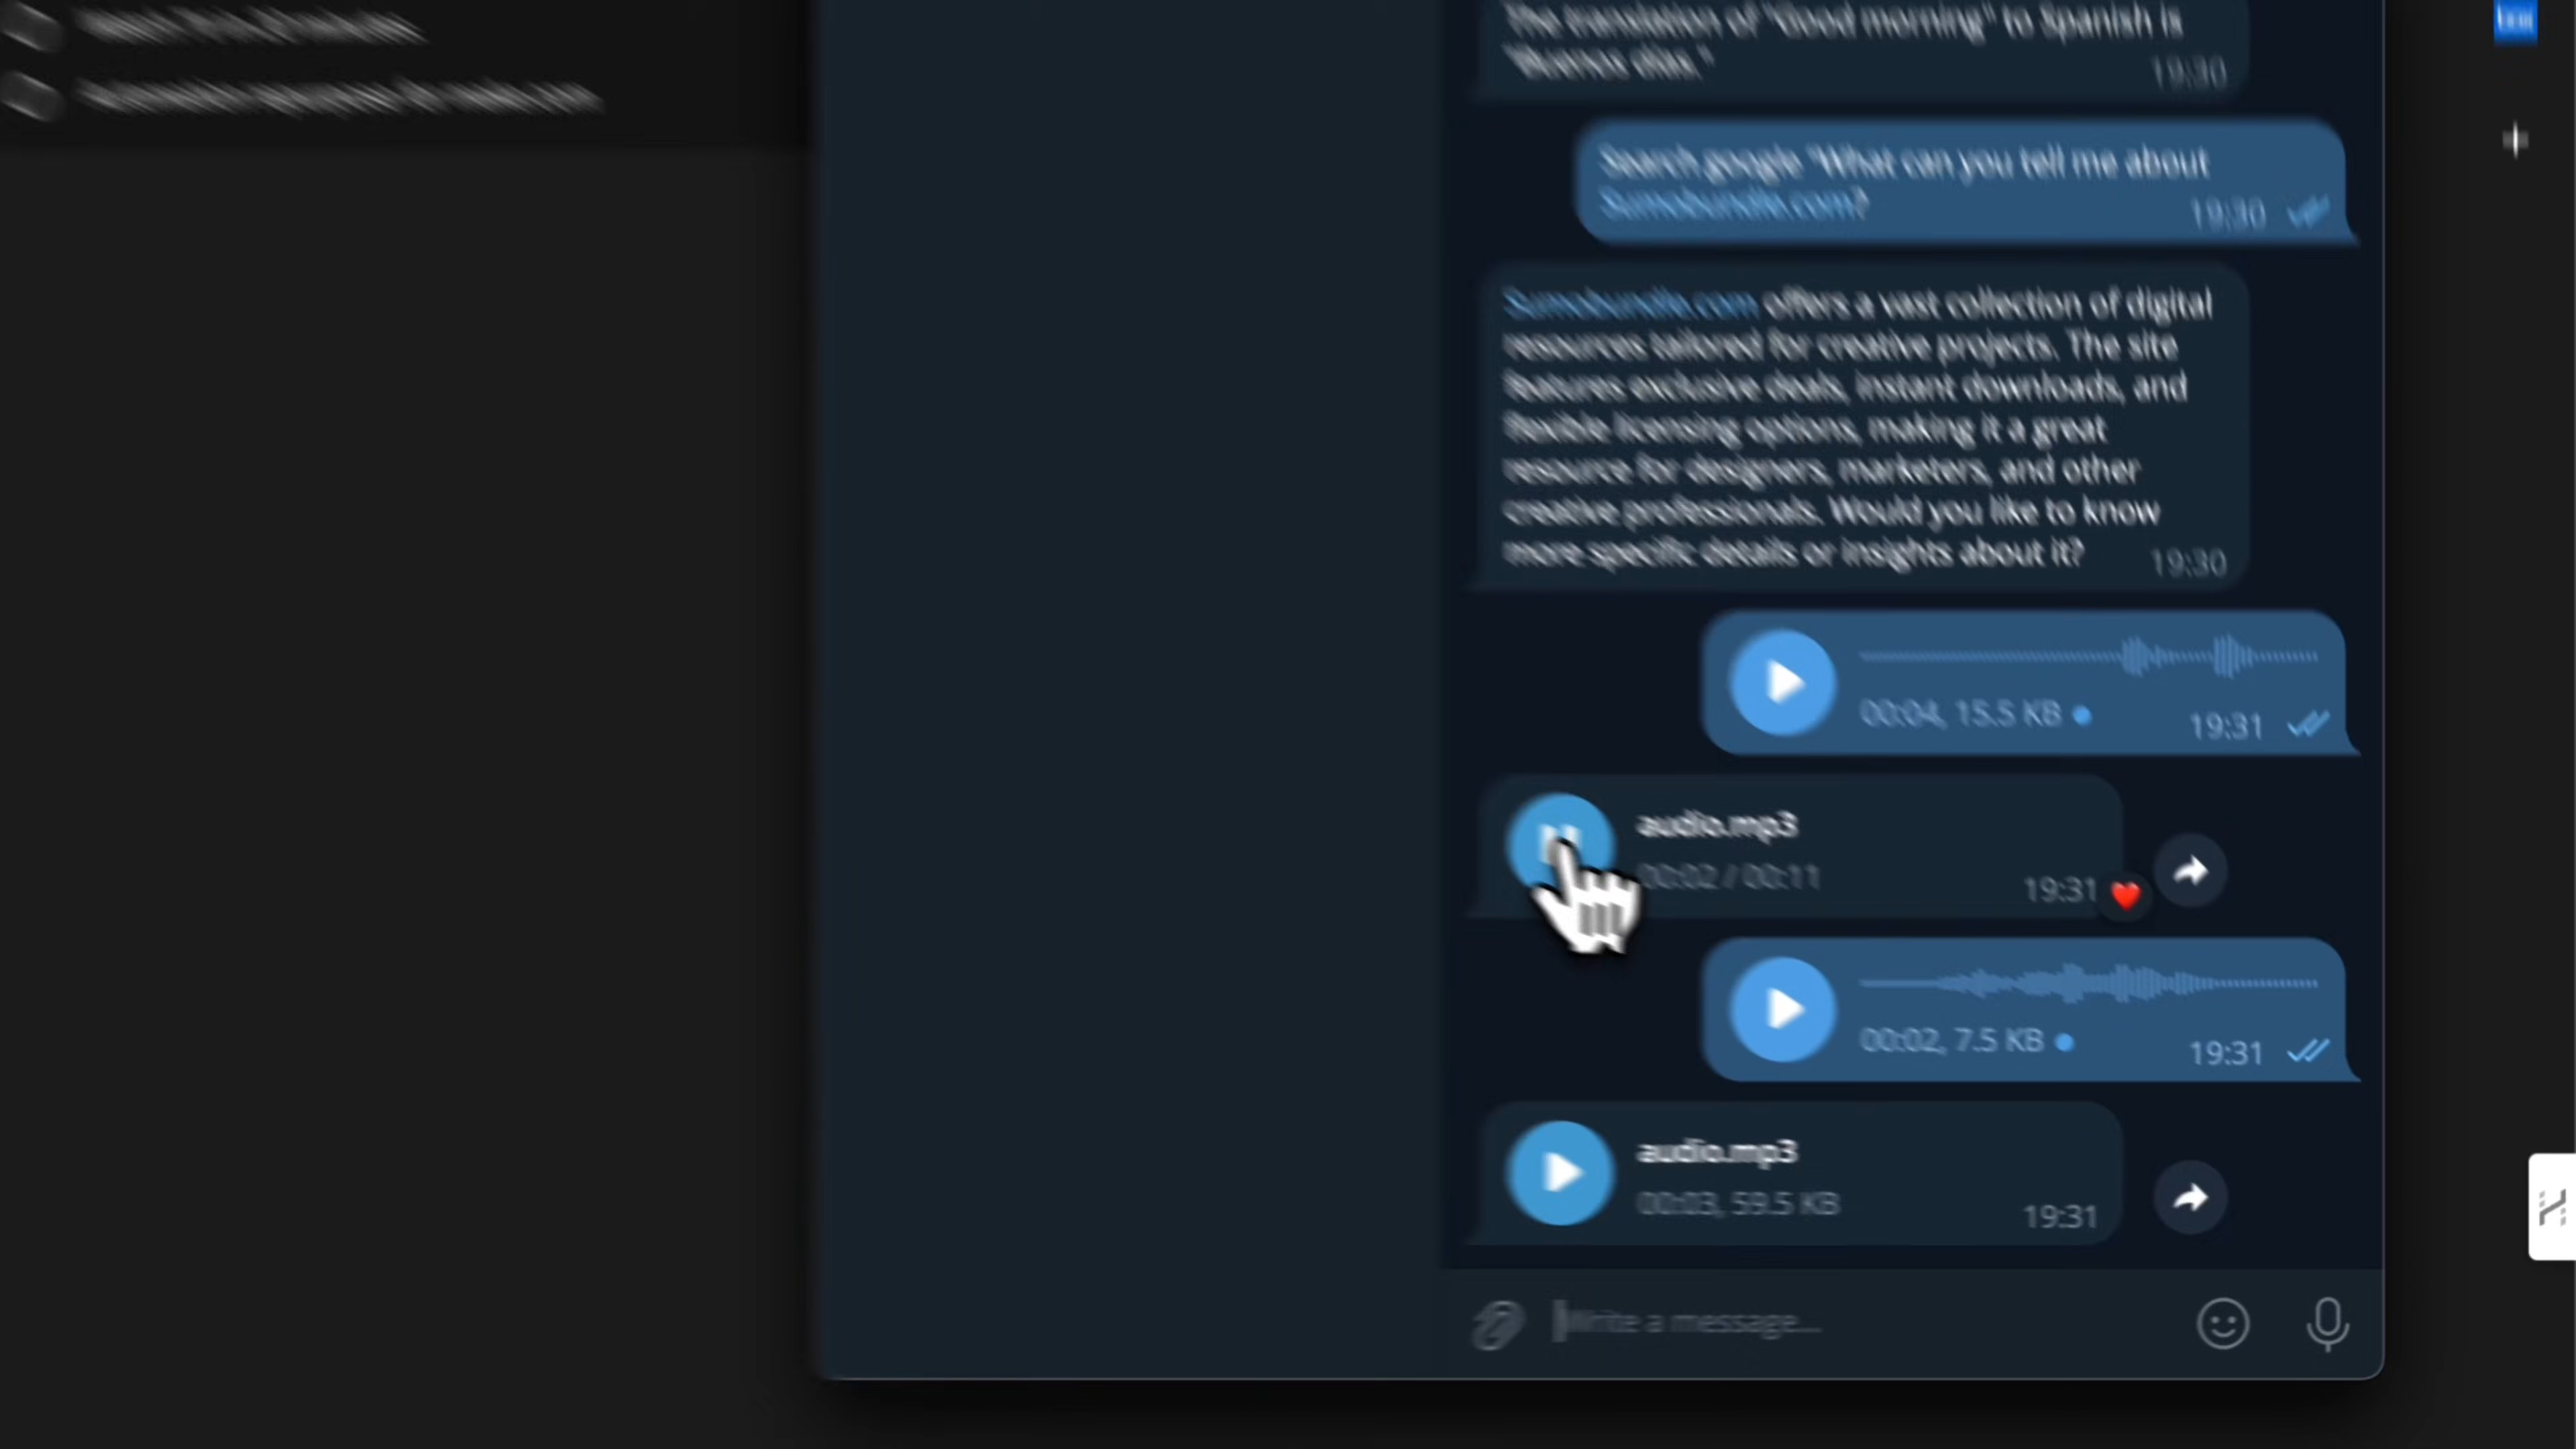 The translation of "Good morning" to Spanish is
"Buenos días."
19:30
Search google "What can you tell me about
Sumobundle.com?
19:30
Sumobundle.com offers a vast collection of digital
resources tailored for creative projects. The site
features exclusive deals, instant downloads, and
flexible licensing options, making it a great
resource for designers, marketers, and other
creative professionals. Would you like to know
more specific details or insights about it?
19:30
00:04, 15.5 KB
19:31
audio.mp3
00:02 / 00:11
19:31
00:02, 7.5 KB
19:31
audio.mp3
00:03, 59.5 KB
19:31
Write a message...